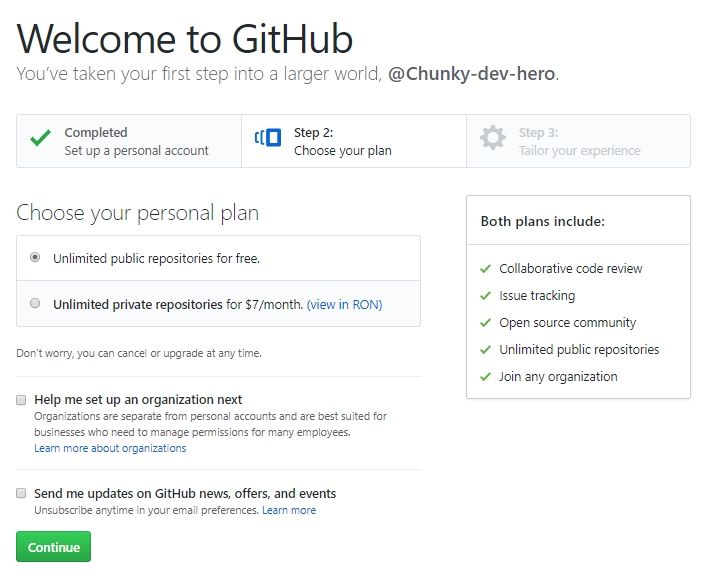 Welcome to GitHub
You've taken your first step into a larger world, @Chunky-dev-hero.
Completed
Set up a personal account
Step 2:
Choose your plan
Step 3:
Tailor your experience
Choose your personal plan
Unlimited public repositories for free.
Unlimited private repositories for $7/month. (view in RON)
Don't worry, you can cancel or upgrade at any time.
Help me set up an organization next
Organizations are separate from personal accounts and are best suited for
businesses who need to manage permissions for many employees.
Learn more about organizations
Send me updates on GitHub news, offers, and events
Unsubscribe anytime in your email preferences. Learn more
Continue
Both plans include:
Collaborative code review
Issue tracking
Open source community
Unlimited public repositories
Join any organization